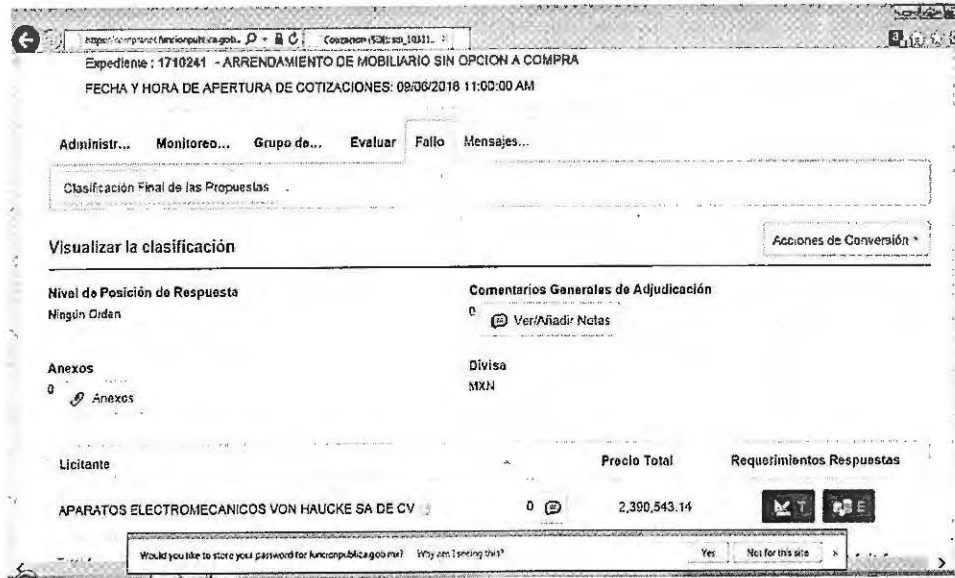 Expediente : 1710241 - ARRENDAMIENTO DE MOBILIARIO SIN OPCION A COMPRA
FECHA Y HORA DE APERTURA DE COTIZACIONES: 09/06/2018 11:00:00 AM
Administr... Monitoreo... Grupo de... Evaluar Fallo Mensajes...
Clasificación Final de las Propuestas
Visualizar la clasificación
Acciones de Conversión
Nivel de Posición de Respuesta
Comentarios Generales de Adjudicación
Ningún Orden
0 Ver/Añadir Notas
Anexos
Divisa
0 Anexos
MXN
Licitante Precio Total Requerimientos Respuestas
APARATOS ELECTROMECANICOS VON HAUCKE SA DE CV 0 2,390,543.14 T E
Would you like to store your password for funcionpublica.gob.mx? Why am I seeing this? Yes Not for this site x